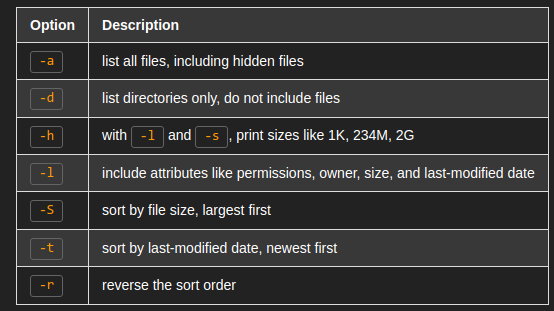 Option Description
-a list all files, including hidden files
-d list directories only, do not include files
-h with -l and -s, print sizes like 1K, 234M, 2G
-l include attributes like permissions, owner, size, and last-modified date
-S sort by file size, largest first
-t sort by last-modified date, newest first
-r reverse the sort order